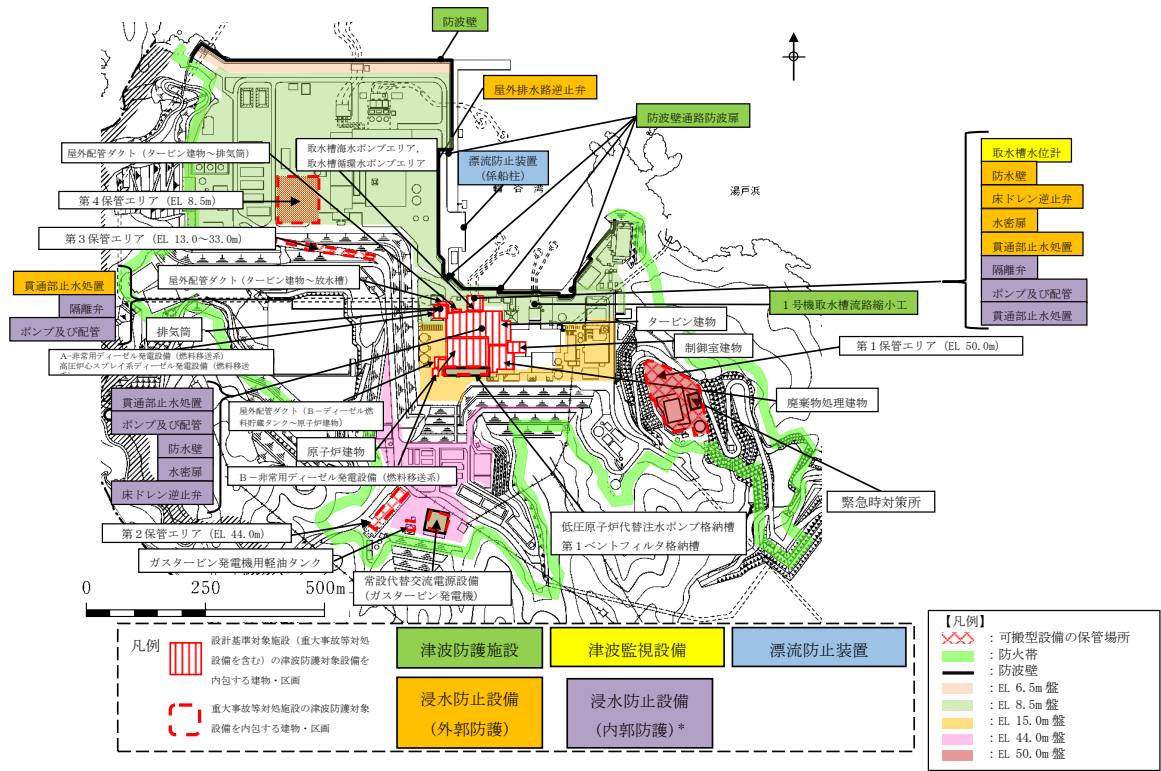 防波壁
屋外排水路逆止弁
防波壁通路防波扉
屋外配管ダクト（タービン建物～排気筒）
取水槽海水ポンプエリア，
取水槽循環水ポンプエリア
漂流防止装置
（係船柱）
輪谷湾
湯戸浜
取水槽水位計
防水壁
床ドレン逆止弁
水密扉
貫通部止水処置
隔離弁
ポンプ及び配管
貫通部止水処置
第４保管エリア（EL 8.5m）
第３保管エリア（EL 13.0～33.0m）
屋外配管ダクト（タービン建物～放水槽）
貫通部止水処置
隔離弁
ポンプ及び配管
排気筒
１号機取水槽流路縮小工
タービン建物
制御室建物
第１保管エリア（EL 50.0m）
A-非常用ディーゼル発電設備（燃料移送系）
高圧炉心スプレイ系ディーゼル発電設備（燃料移送
貫通部止水処置
ポンプ及び配管
防水壁
水密扉
床ドレン逆止弁
屋外配管ダクト（B－ディーゼル燃
料貯蔵タンク～原子炉建物）
廃棄物処理建物
原子炉建物
B－非常用ディーゼル発電設備（燃料移送系）
緊急時対策所
第２保管エリア（EL 44.0m）
低圧原子炉代替注水ポンプ格納槽
第１ベントフィルタ格納槽
ガスタービン発電機用軽油タンク
常設代替交流電源設備
（ガスタービン発電機）
0 250 500m
凡例
設計基準対象施設（重大事故等対処
設備を含む）の津波防護対象設備を
内包する建物・区画
重大事故等対処施設の津波防護対象
設備を内包する建物・区画
津波防護施設
津波監視設備
漂流防止装置
浸水防止設備
（外郭防護）
浸水防止設備
（内郭防護）*
【凡例】
：可搬型設備の保管場所
：防火帯
：防波壁
：EL 6.5m 盤
：EL 8.5m 盤
：EL 15.0m 盤
：EL 44.0m 盤
：EL 50.0m 盤